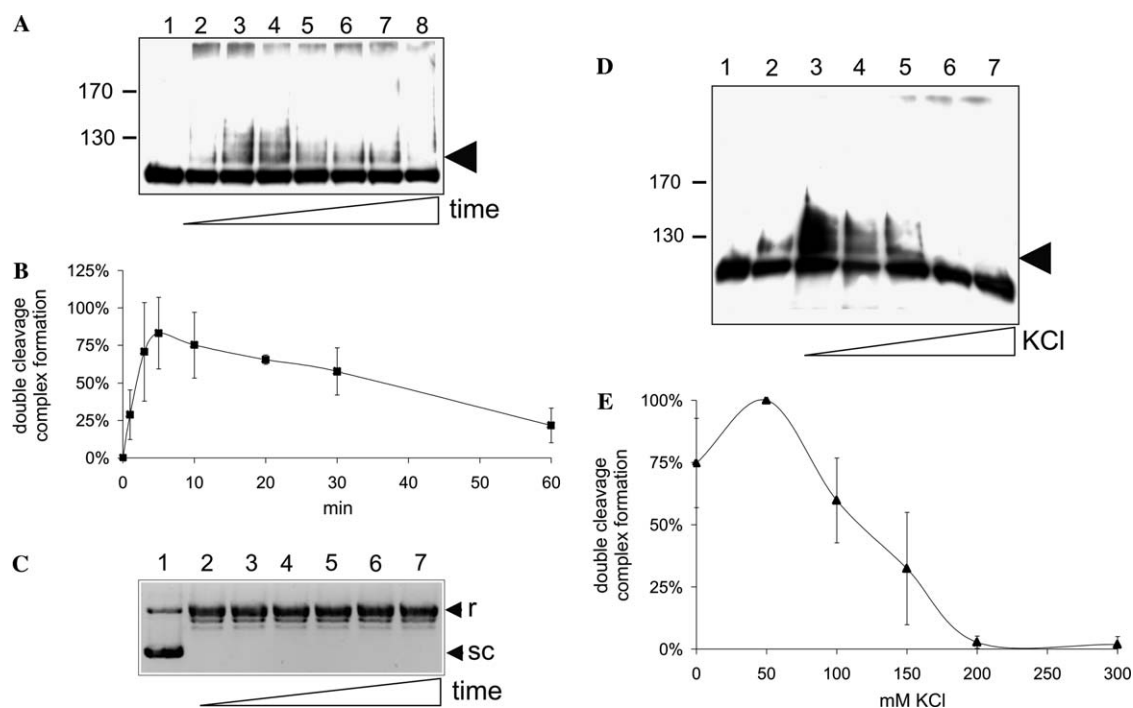 A
1 2 3 4 5 6 7 8
170
130
time
B
125%
100%
75%
50%
25%
0%
double cleavage
complex formation
0 10 20 30 40 50 60
min
C
1 2 3 4 5 6 7
r
sc
time
D
1 2 3 4 5 6 7
170
130
KCl
E
100%
75%
50%
25%
0%
double cleavage
complex formation
0 50 100 150 200 250 300
mM KCl